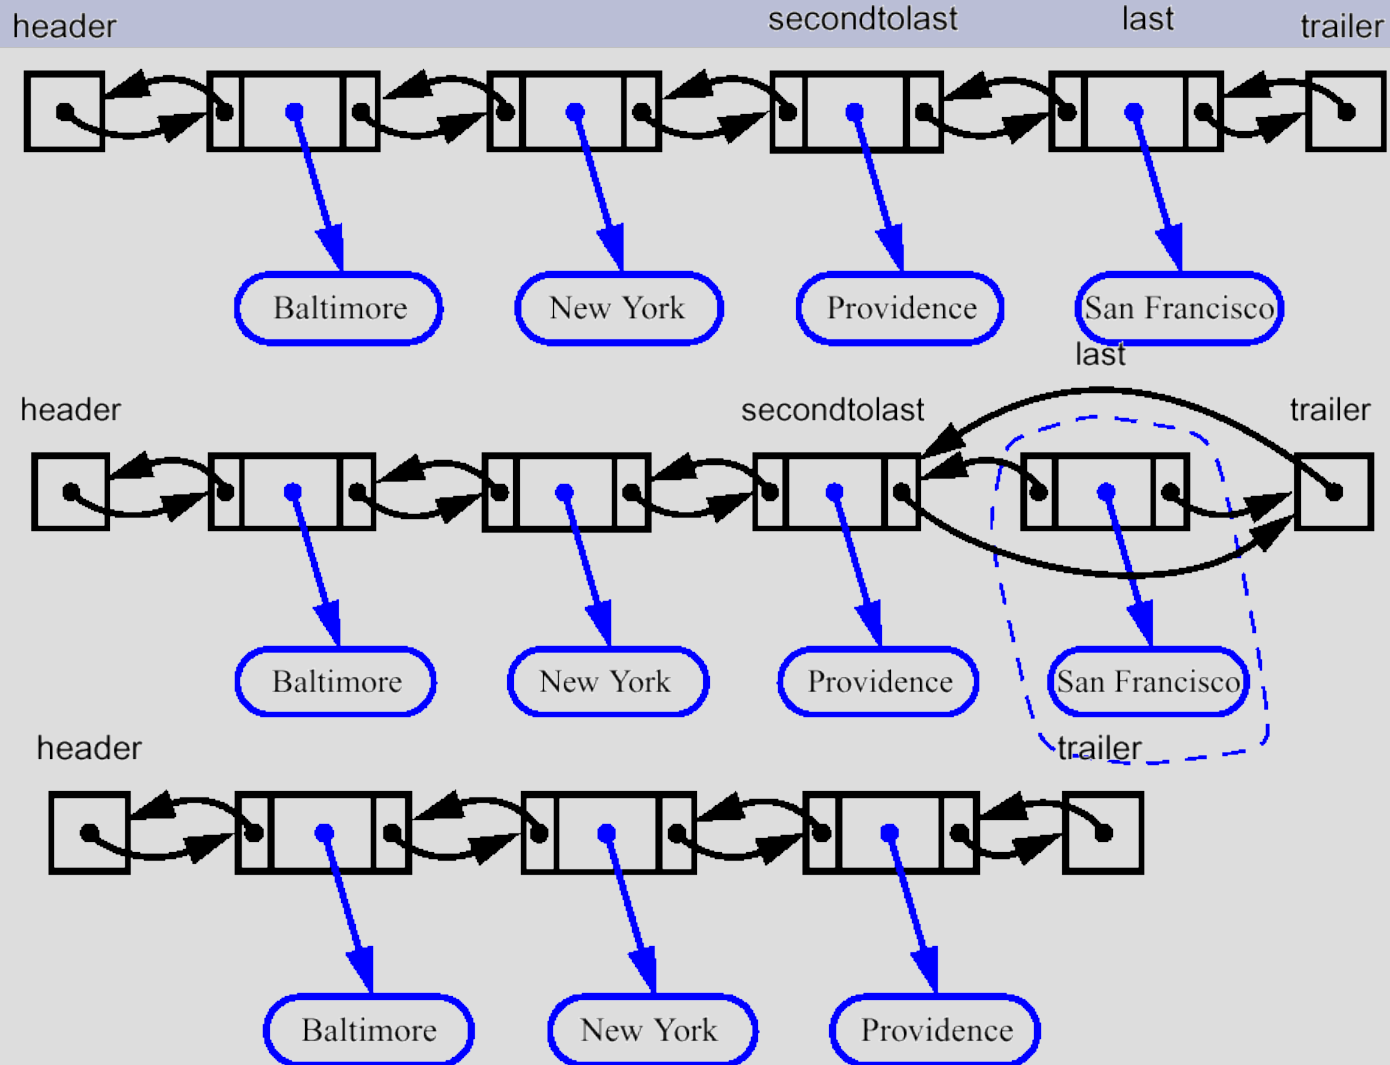 header secondtolast last trailer
Baltimore New York Providence San Francisco
last
header secondtolast trailer
Baltimore New York Providence San Francisco
header trailer
Baltimore New York Providence